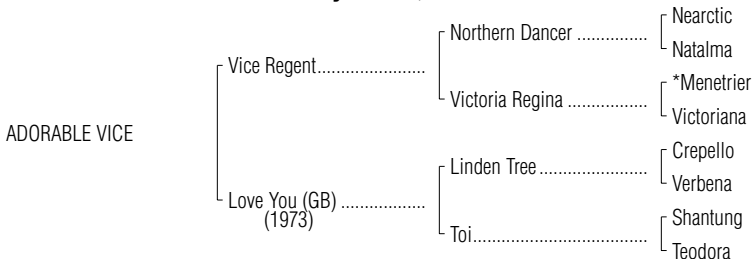 Nearctic
Northern Dancer ...............
Natalma
Vice Regent.......................
*Menetrier
Victoria Regina .................
Victoriana
ADORABLE VICE
Crepello
Linden Tree .......................
Verbena
Love You (GB) ..................
(1973)
Shantung
Toi.....................................
Teodora